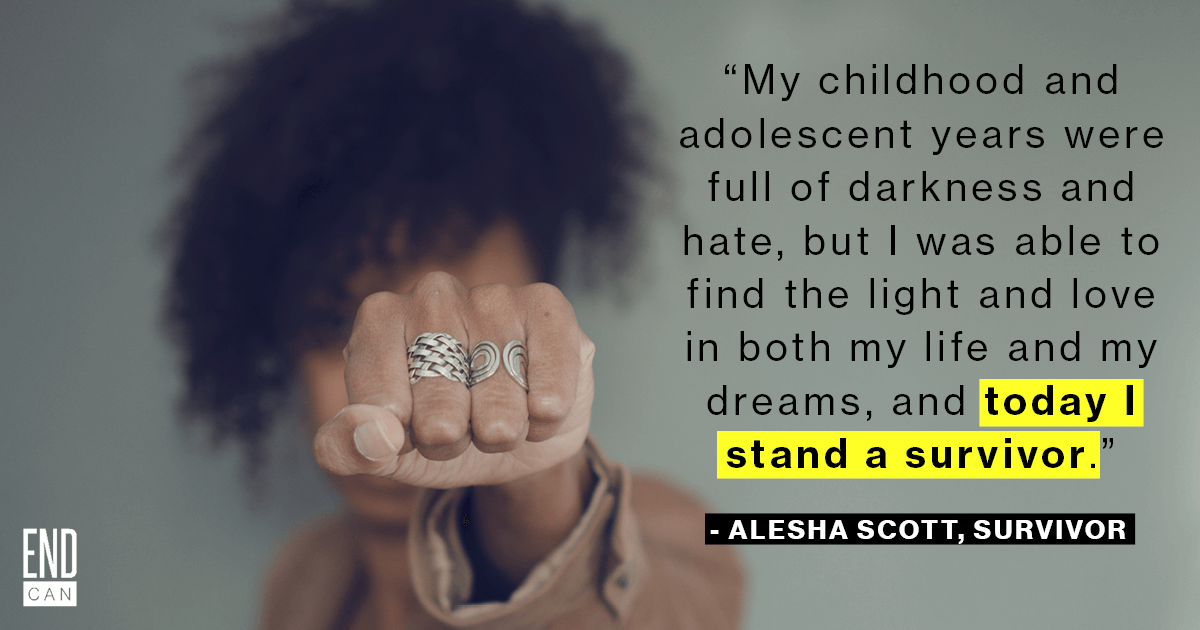 “My childhood and
adolescent years were
full of darkness and
hate, but I was able to
find the light and love
in both my life and my
dreams, and today I
stand a survivor.”
- ALESHA SCOTT, SURVIVOR
END
CAN